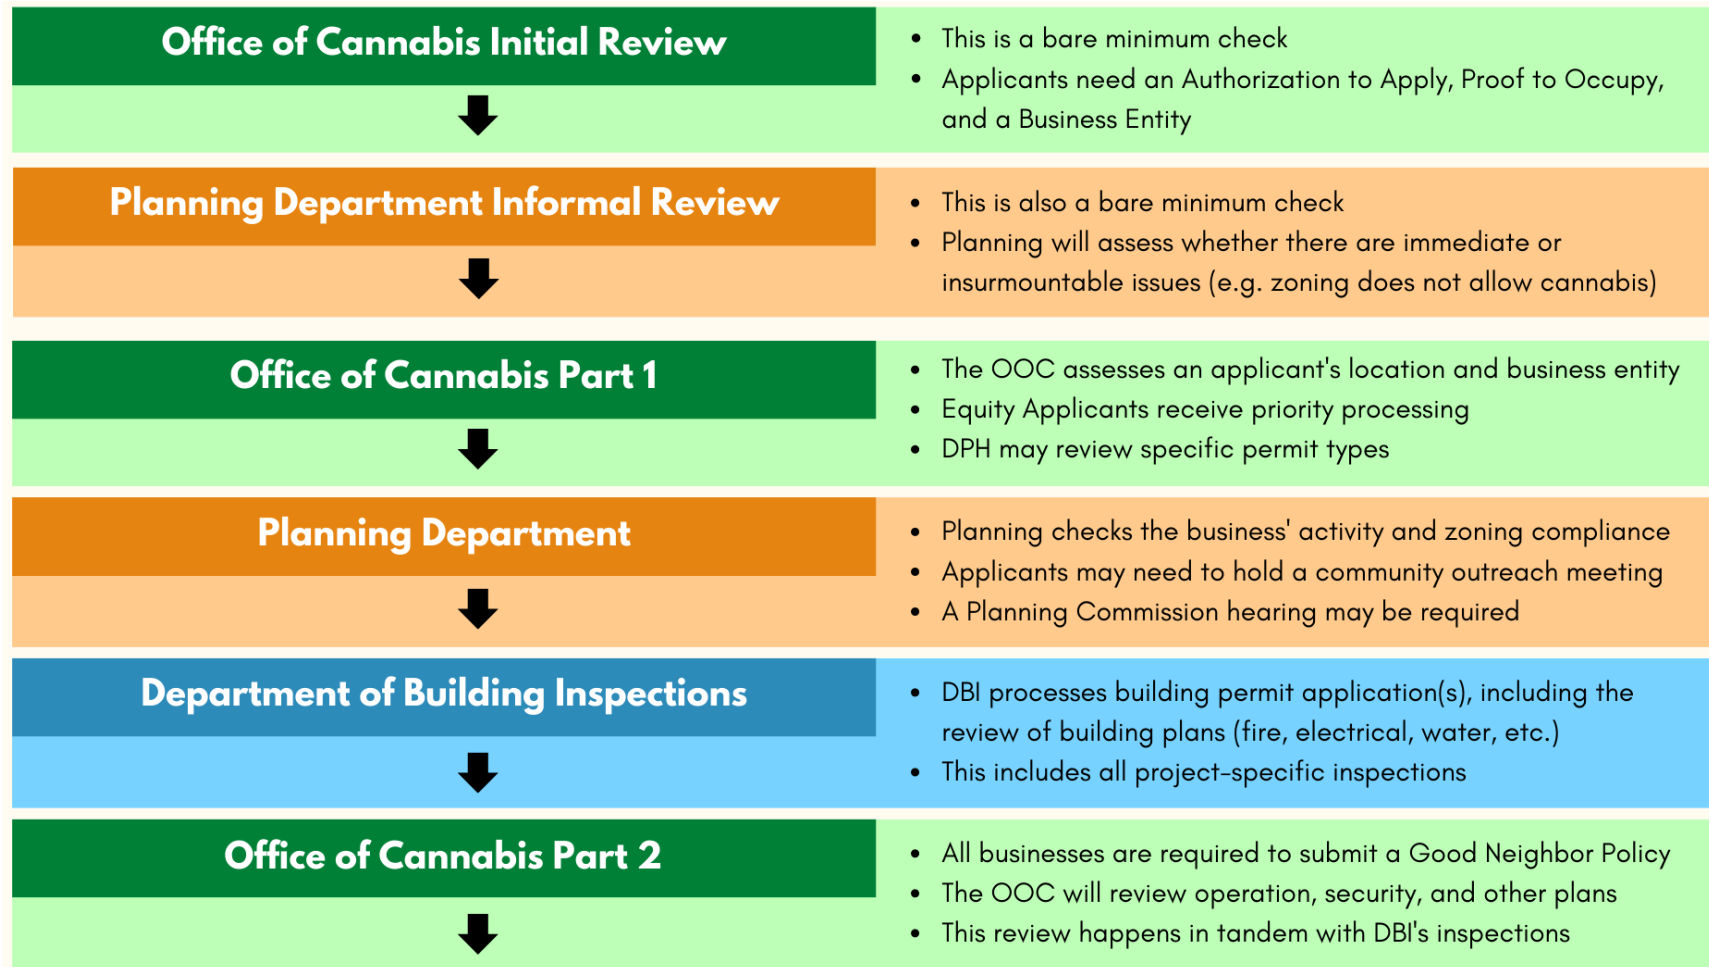 Office of Cannabis Initial Review
• This is a bare minimum check
• Applicants need an Authorization to Apply, Proof to Occupy,
and a Business Entity
Planning Department Informal Review
• This is also a bare minimum check
• Planning will assess whether there are immediate or
insurmountable issues (e.g. zoning does not allow cannabis)
Office of Cannabis Part 1
• The OOC assesses an applicant's location and business entity
• Equity Applicants receive priority processing
• DPH may review specific permit types
Planning Department
• Planning checks the business' activity and zoning compliance
• Applicants may need to hold a community outreach meeting
• A Planning Commission hearing may be required
Department of Building Inspections
• DBI processes building permit application(s), including the
review of building plans (fire, electrical, water, etc.)
• This includes all project-specific inspections
Office of Cannabis Part 2
• All businesses are required to submit a Good Neighbor Policy
• The OOC will review operation, security, and other plans
• This review happens in tandem with DBI's inspections